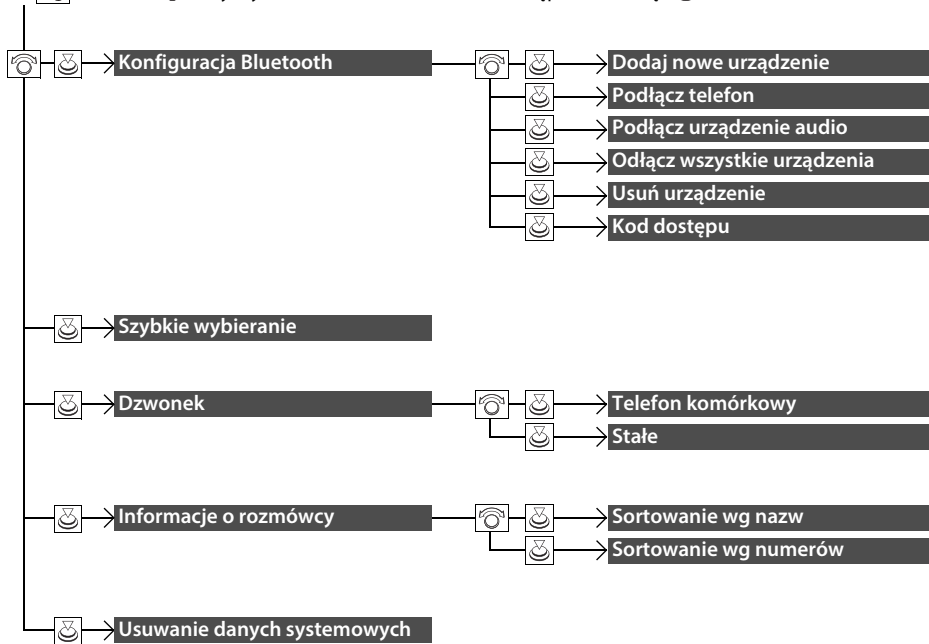 Konfiguracja Bluetooth
Dodaj nowe urządzenie
Podłącz telefon
Podłącz urządzenie audio
Odłącz wszystkie urządzenia
Usuń urządzenie
Kod dostępu
Szybkie wybieranie
Dzwonek
Telefon komórkowy
Stałe
Informacje o rozmówcy
Sortowanie wg nazw
Sortowanie wg numerów
Usuwanie danych systemowych